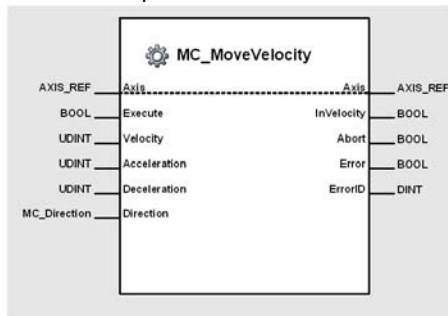 MC_MoveVelocity
AXIS_REF Axis Axis AXIS_REF
BOOL Execute InVelocity BOOL
UDINT Velocity Abort BOOL
UDINT Acceleration Error BOOL
UDINT Deceleration ErrorID DINT
MC_Direction Direction